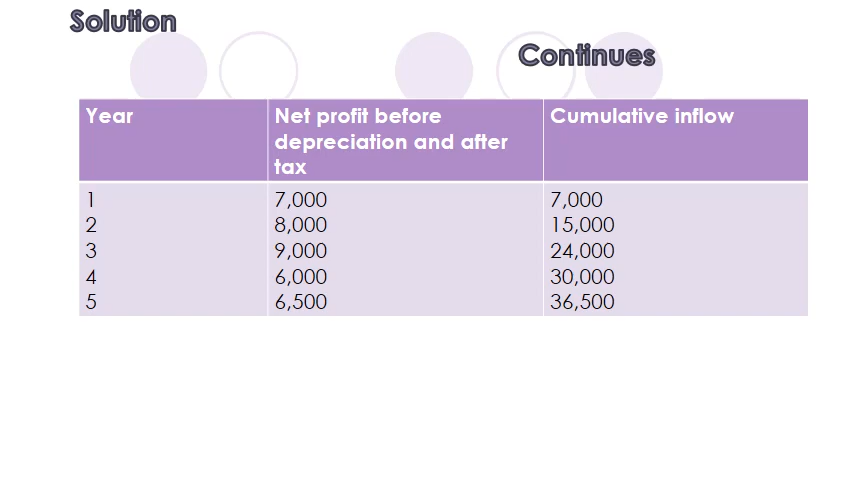 Solution
Continues
Year Net profit before depreciation and after tax Cumulative inflow
1 7,000 7,000
2 8,000 15,000
3 9,000 24,000
4 6,000 30,000
5 6,500 36,500